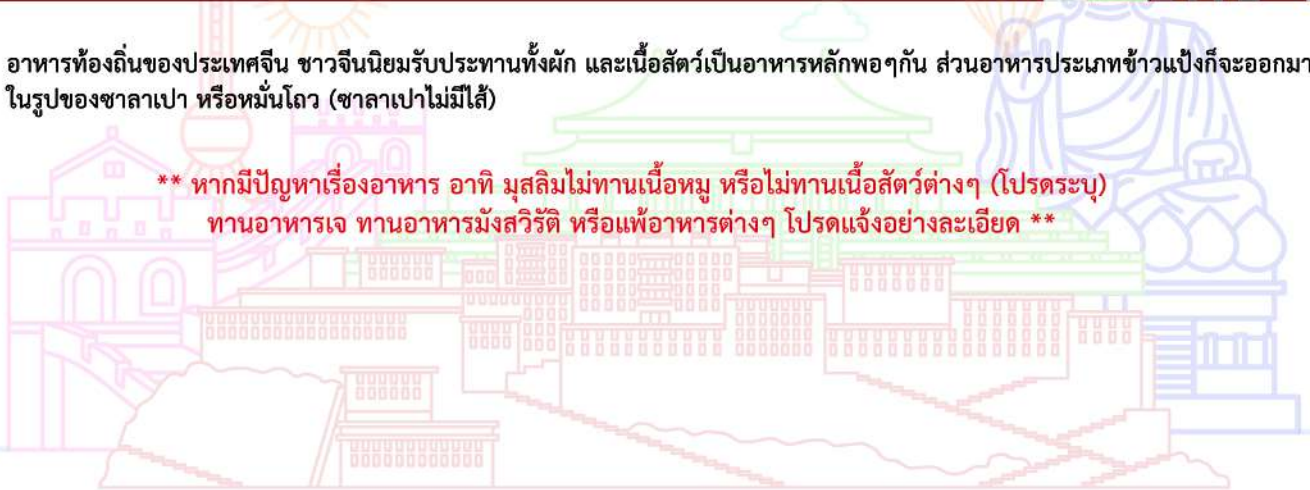 อาหารท้องถิ่นของประเทศจีน ชาวจีนนิยมรับประทานทั้งผัก และเนื้อสัตว์เป็นอาหารหลักพอๆกัน ส่วนอาหารประเภทข้าวแป้งก็จะออกมา
ในรูปของซาลาเปา หรือหมั่นโถว (ซาลาเปาไม่มีไส้)
** หากมีปัญหาเรื่องอาหาร อาทิ มุสลิมไม่ทานเนื้อหมู หรือไม่ทานเนื้อสัตว์ต่างๆ (โปรดระบุ)
ทานอาหารเจ ทานอาหารมังสวิรัติ หรือแพ้อาหารต่างๆ โปรดแจ้งอย่างละเอียด **